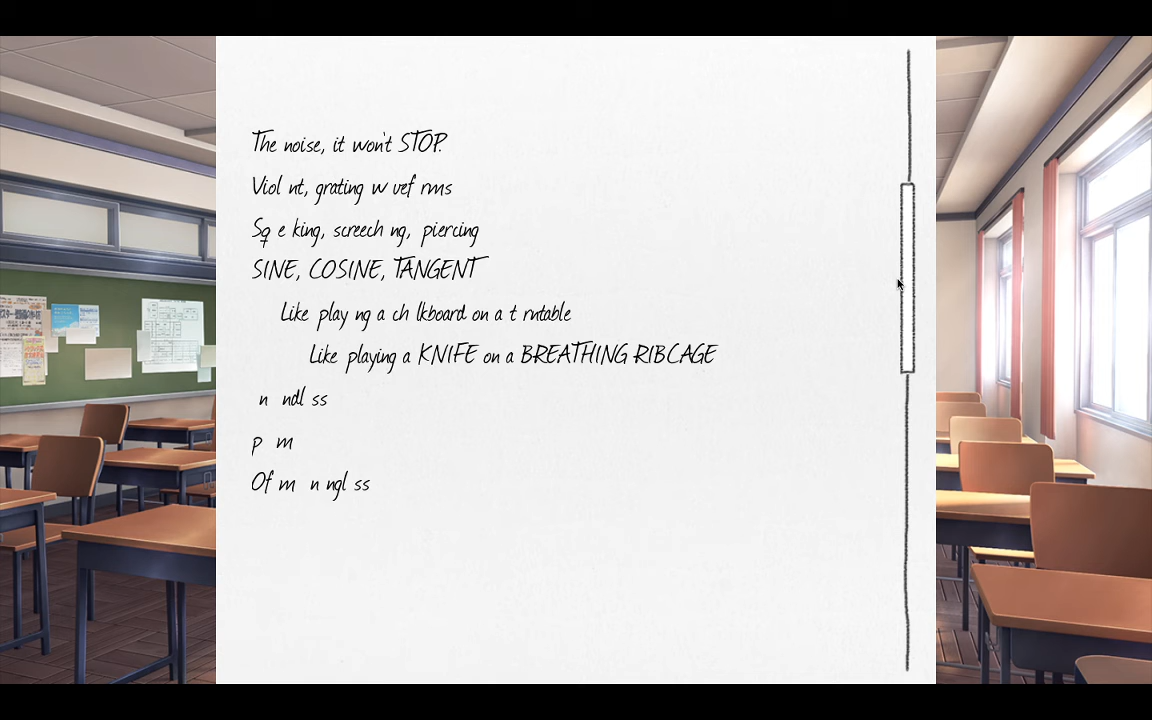 The noise, it won't STOP.
Viol nt, grating w vef rms
Sq e king, screech ng, piercing
SINE, COSINE, TANGENT
Like play ng a ch lkboard on a t rntable
Like playing a KNIFE on a BREATHING RIBCAGE
n ndl ss
p m
Of m n ngl ss